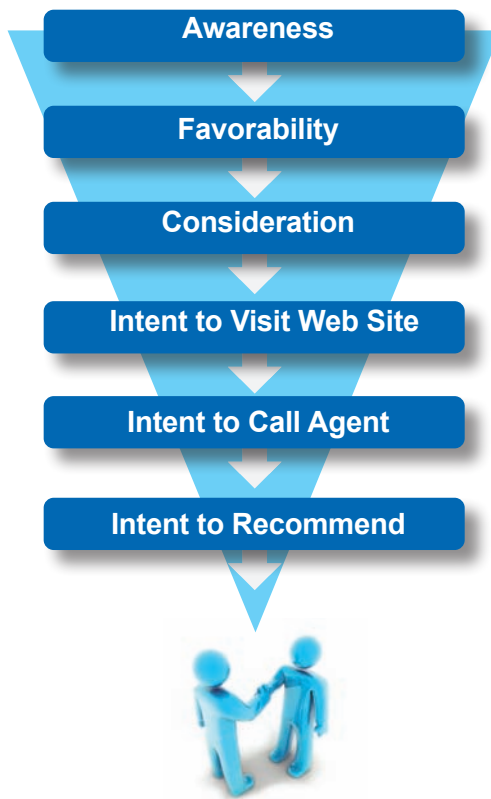 Awareness
Favorability
Consideration
Intent to Visit Web Site
Intent to Call Agent
Intent to Recommend